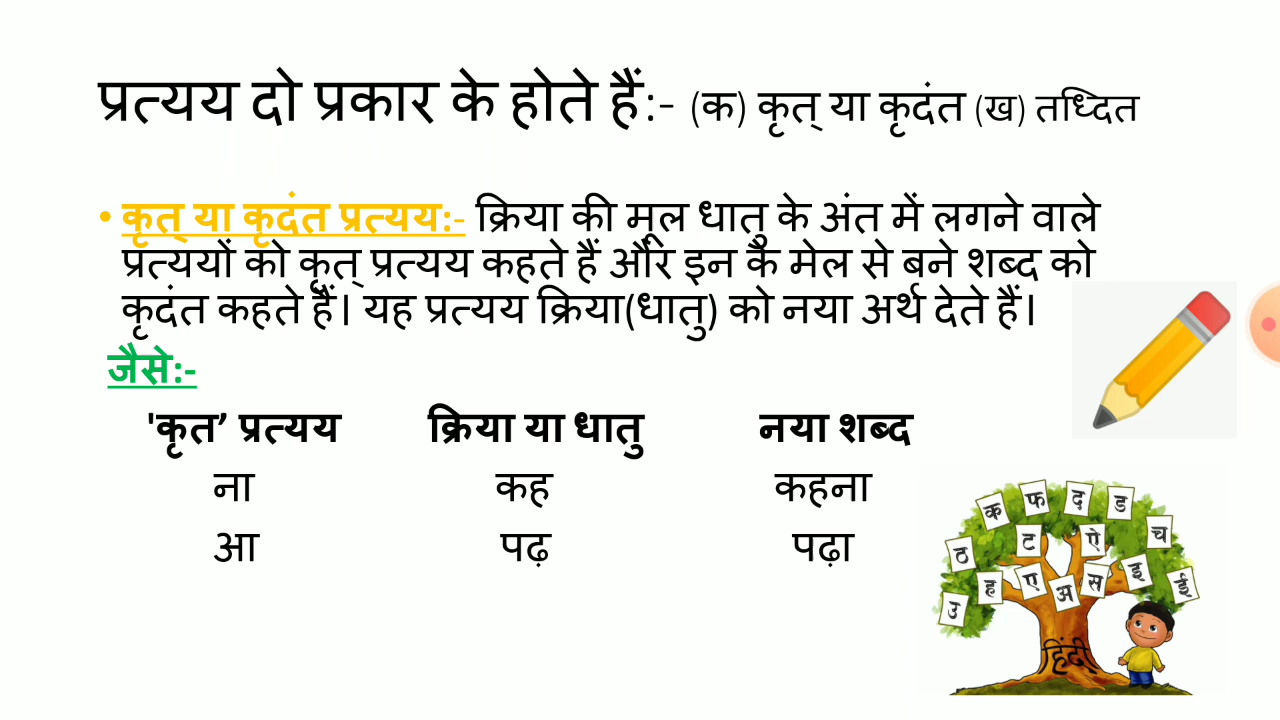 प्रत्यय दो प्रकार के होते हैं:- (क) कृत् या कृदंत (ख) तध्दित
• कृत् या कृदंत प्रत्यय:- क्रिया की मूल धातु के अंत में लगने वाले
प्रत्ययों को कृत् प्रत्यय कहते हैं और इन के मेल से बने शब्द को
कृदंत कहते हैं। यह प्रत्यय क्रिया(धातु) को नया अर्थ देते हैं।
जैसे:-
'कृत’ प्रत्यय क्रिया या धातु नया शब्द
ना कह कहना
आ पढ़ पढ़ा
क फ द ड
ठ ट ऐ च
उ ह ए अ स इ ई
हिंदी